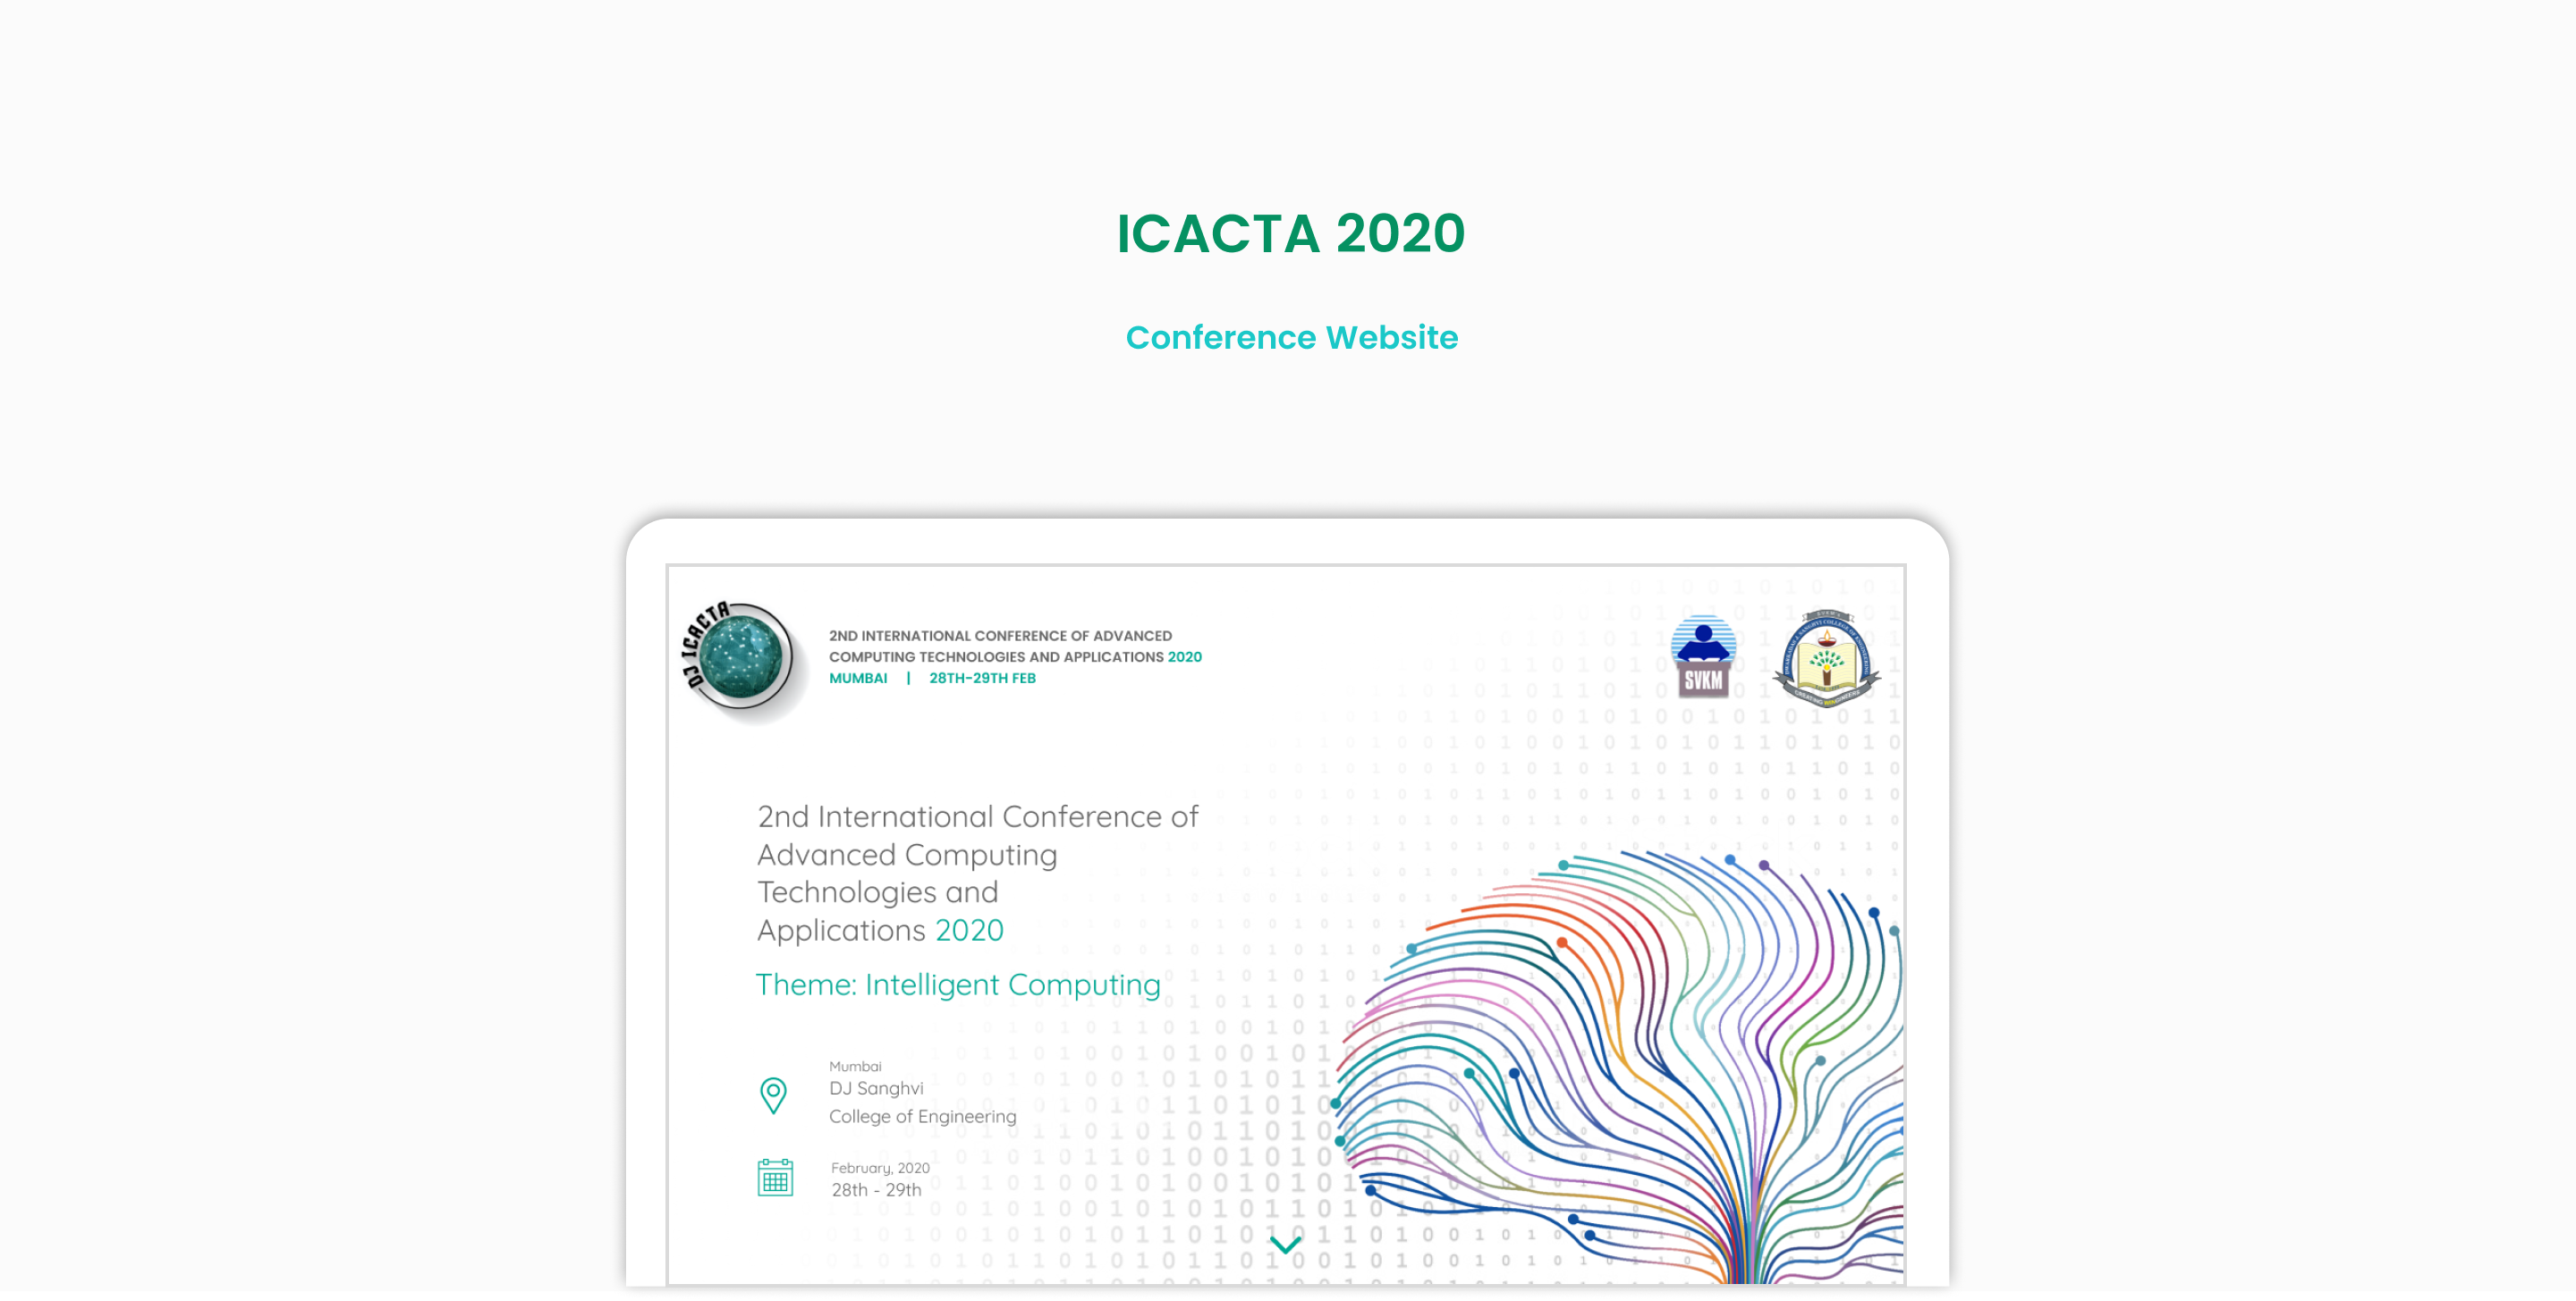 ICACTA 2020
Conference Website
DJ ICACTA
2ND INTERNATIONAL CONFERENCE OF ADVANCED
COMPUTING TECHNOLOGIES AND APPLICATIONS 2020
MUMBAI | 28TH-29TH FEB
SVKM
2nd International Conference of
Advanced Computing
Technologies and
Applications 2020
Theme: Intelligent Computing
Mumbai
DJ Sanghvi
College of Engineering
February, 2020
28th - 29th